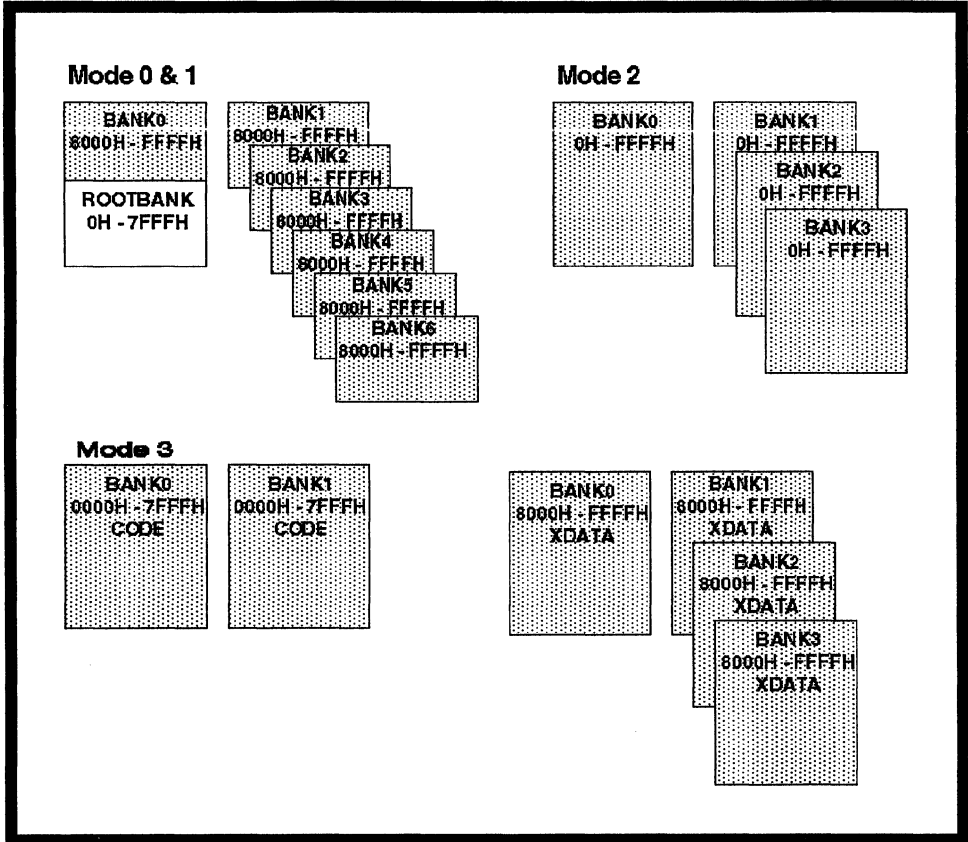 Mode 0 & 1
BANK0
8000H - FFFFH
ROOTBANK
0H - 7FFFH
BANK1
8000H - FFFFH
BANK2
8000H - FFFFH
BANK3
8000H - FFFFH
BANK4
8000H - FFFFH
BANK5
8000H - FFFFH
BANK6
8000H - FFFFH
Mode 2
BANK0
0H - FFFFH
BANK1
0H - FFFFH
BANK2
0H - FFFFH
BANK3
0H - FFFFH
Mode 3
BANK0
0000H - 7FFFH
CODE
BANK1
0000H - 7FFFH
CODE
BANK0
8000H - FFFFH
XDATA
BANK1
8000H - FFFFH
XDATA
BANK2
8000H - FFFFH
XDATA
BANK3
8000H - FFFFH
XDATA